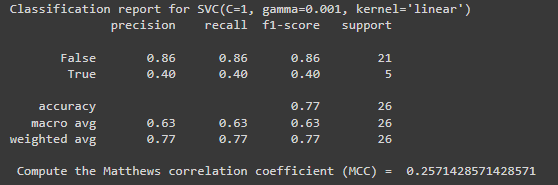 Classification report for SVC(C=1, gamma=0.001, kernel='linear')
precision recall f1-score support
False 0.86 0.86 0.86 21
True 0.40 0.40 0.40 5
accuracy 0.77 26
macro avg 0.63 0.63 0.63 26
weighted avg 0.77 0.77 0.77 26
Compute the Matthews correlation coefficient (MCC) = 0.2571428571428571